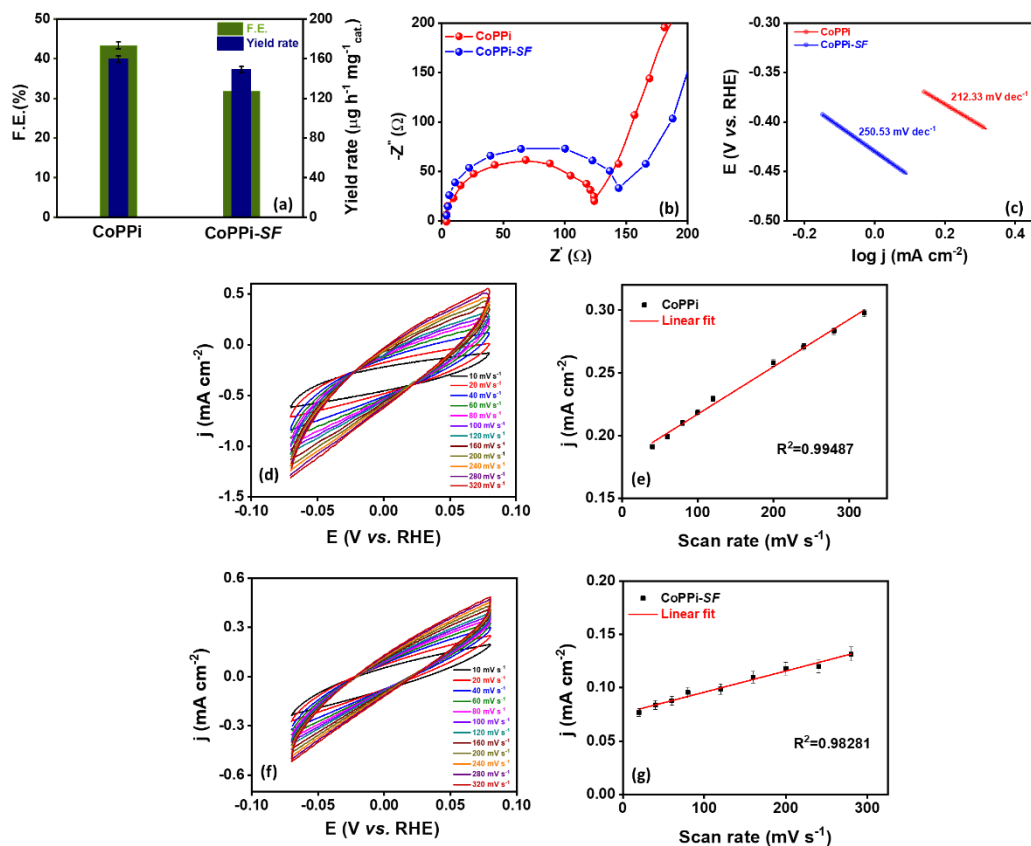 50
40
30
20
10
0
F.E.(%)
F.E.
Yield rate
200
160
120
80
40
0
Yield rate (µg h⁻¹ mg⁻¹cat.)
(a)
CoPPi
CoPPi-SF
200
150
100
50
0
-Z'' (Ω)
CoPPi
CoPPi-SF
(b)
0
50
100
150
200
Z' (Ω)
-0.30
-0.35
-0.40
-0.45
-0.50
E (V vs. RHE)
CoPPi
CoPPi-SF
212.33 mV dec⁻¹
250.53 mV dec⁻¹
(c)
-0.2
0.0
0.2
0.4
log j (mA cm⁻²)
0.5
0.0
-0.5
-1.0
-1.5
j (mA cm⁻²)
10 mV s⁻¹
20 mV s⁻¹
40 mV s⁻¹
60 mV s⁻¹
80 mV s⁻¹
100 mV s⁻¹
120 mV s⁻¹
160 mV s⁻¹
200 mV s⁻¹
240 mV s⁻¹
280 mV s⁻¹
320 mV s⁻¹
(d)
-0.10
-0.05
0.00
0.05
0.10
E (V vs. RHE)
0.30
0.25
0.20
0.15
j (mA cm⁻²)
CoPPi
Linear fit
R²=0.99487
(e)
0
100
200
300
Scan rate (mV s⁻¹)
0.6
0.3
0.0
-0.3
-0.6
j (mA cm⁻²)
10 mV s⁻¹
20 mV s⁻¹
40 mV s⁻¹
60 mV s⁻¹
80 mV s⁻¹
100 mV s⁻¹
120 mV s⁻¹
160 mV s⁻¹
200 mV s⁻¹
240 mV s⁻¹
280 mV s⁻¹
320 mV s⁻¹
(f)
-0.10
-0.05
0.00
0.05
0.10
E (V vs. RHE)
0.20
0.15
0.10
0.05
0.00
j (mA cm⁻²)
CoPPi-SF
Linear fit
R²=0.98281
(g)
0
100
200
300
Scan rate (mV s⁻¹)